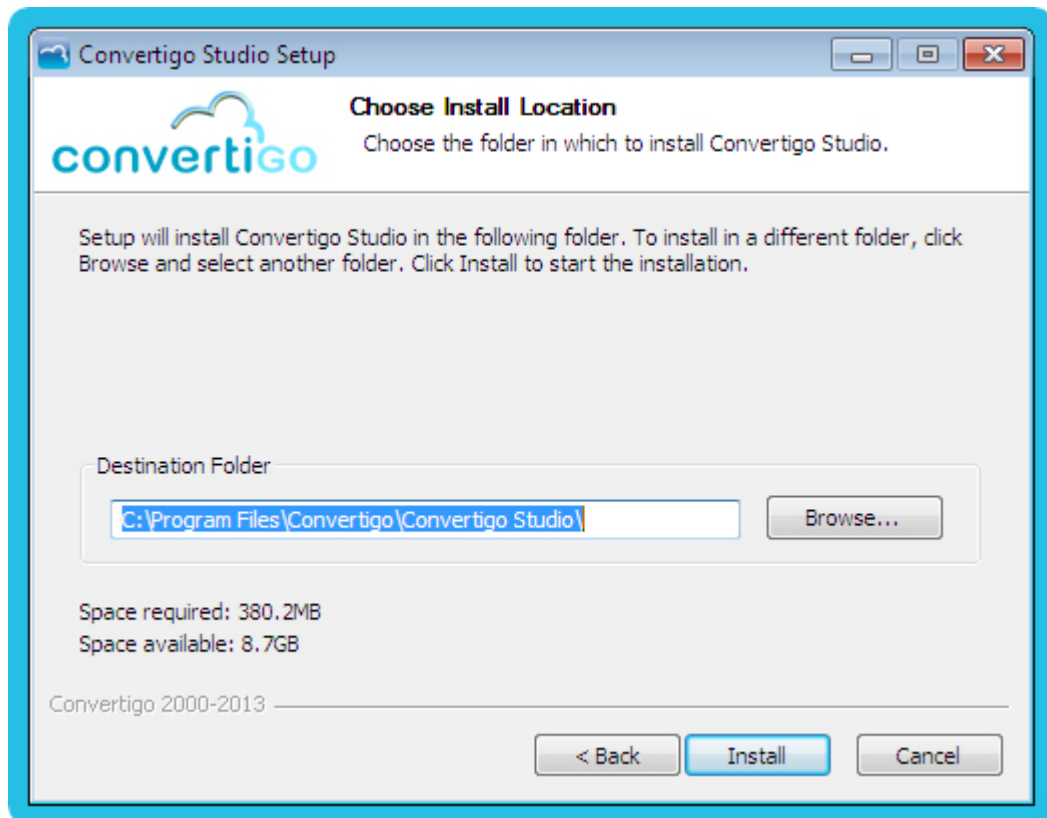 Convertigo Studio Setup
convertigo
Choose Install Location
Choose the folder in which to install Convertigo Studio.
Setup will install Convertigo Studio in the following folder. To install in a different folder, click
Browse and select another folder. Click Install to start the installation.
Destination Folder
C:\Program Files\Convertigo\Convertigo Studio\
Browse...
Space required: 380.2MB
Space available: 8.7GB
Convertigo 2000-2013
< Back
Install
Cancel